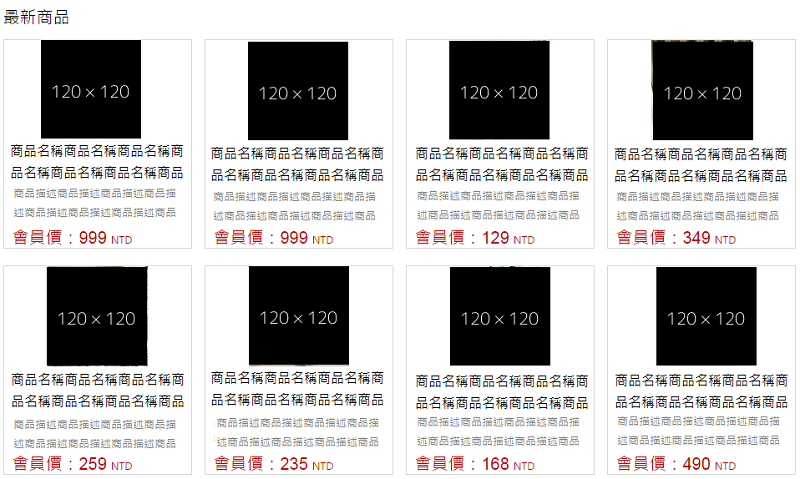 最新商品
120 × 120
商品名稱商品名稱商品名稱商
品名稱商品名稱商品名稱商品
商品描述商品描述商品描述商品描
述商品描述商品描述商品描述商品
會員價：999 NTD
120 × 120
商品名稱商品名稱商品名稱商
品名稱商品名稱商品名稱商品
商品描述商品描述商品描述商品描
述商品描述商品描述商品描述商品
會員價：999 NTD
120 × 120
商品名稱商品名稱商品名稱商
品名稱商品名稱商品名稱商品
商品描述商品描述商品描述商品描
述商品描述商品描述商品描述商品
會員價：129 NTD
120 × 120
商品名稱商品名稱商品名稱商
品名稱商品名稱商品名稱商品
商品描述商品描述商品描述商品描
述商品描述商品描述商品描述商品
會員價：349 NTD
120 × 120
商品名稱商品名稱商品名稱商
品名稱商品名稱商品名稱商品
商品描述商品描述商品描述商品描
述商品描述商品描述商品描述商品
會員價：259 NTD
120 × 120
商品名稱商品名稱商品名稱商
品名稱商品名稱商品名稱商品
商品描述商品描述商品描述商品描
述商品描述商品描述商品描述商品
會員價：235 NTD
120 × 120
商品名稱商品名稱商品名稱商
品名稱商品名稱商品名稱商品
商品描述商品描述商品描述商品描
述商品描述商品描述商品描述商品
會員價：168 NTD
120 × 120
商品名稱商品名稱商品名稱商
品名稱商品名稱商品名稱商品
商品描述商品描述商品描述商品描
述商品描述商品描述商品描述商品
會員價：490 NTD